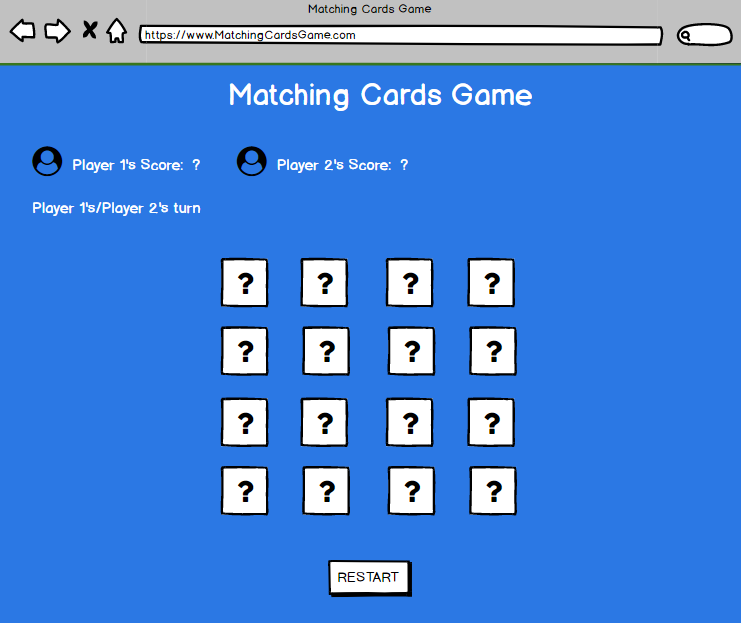 Matching Cards Game
https://www.MatchingCardsGame.com
Matching Cards Game
Player 1's Score: ? Player 2's Score: ?
Player 1's/Player 2's turn
? ? ? ?
? ? ? ?
? ? ? ?
? ? ? ?
RESTART